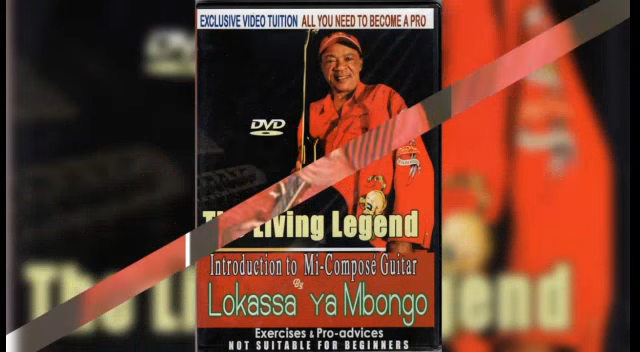 EXCLUSIVE VIDEO TUITION ALL YOU NEED TO BECOME A PRO
DVD
The Living Legend
Introduction to Mi-Composé Guitar
By
Lokassa Ya Mbongo
Exercises & Pro-advices
NOT SUITABLE FOR BEGINNERS